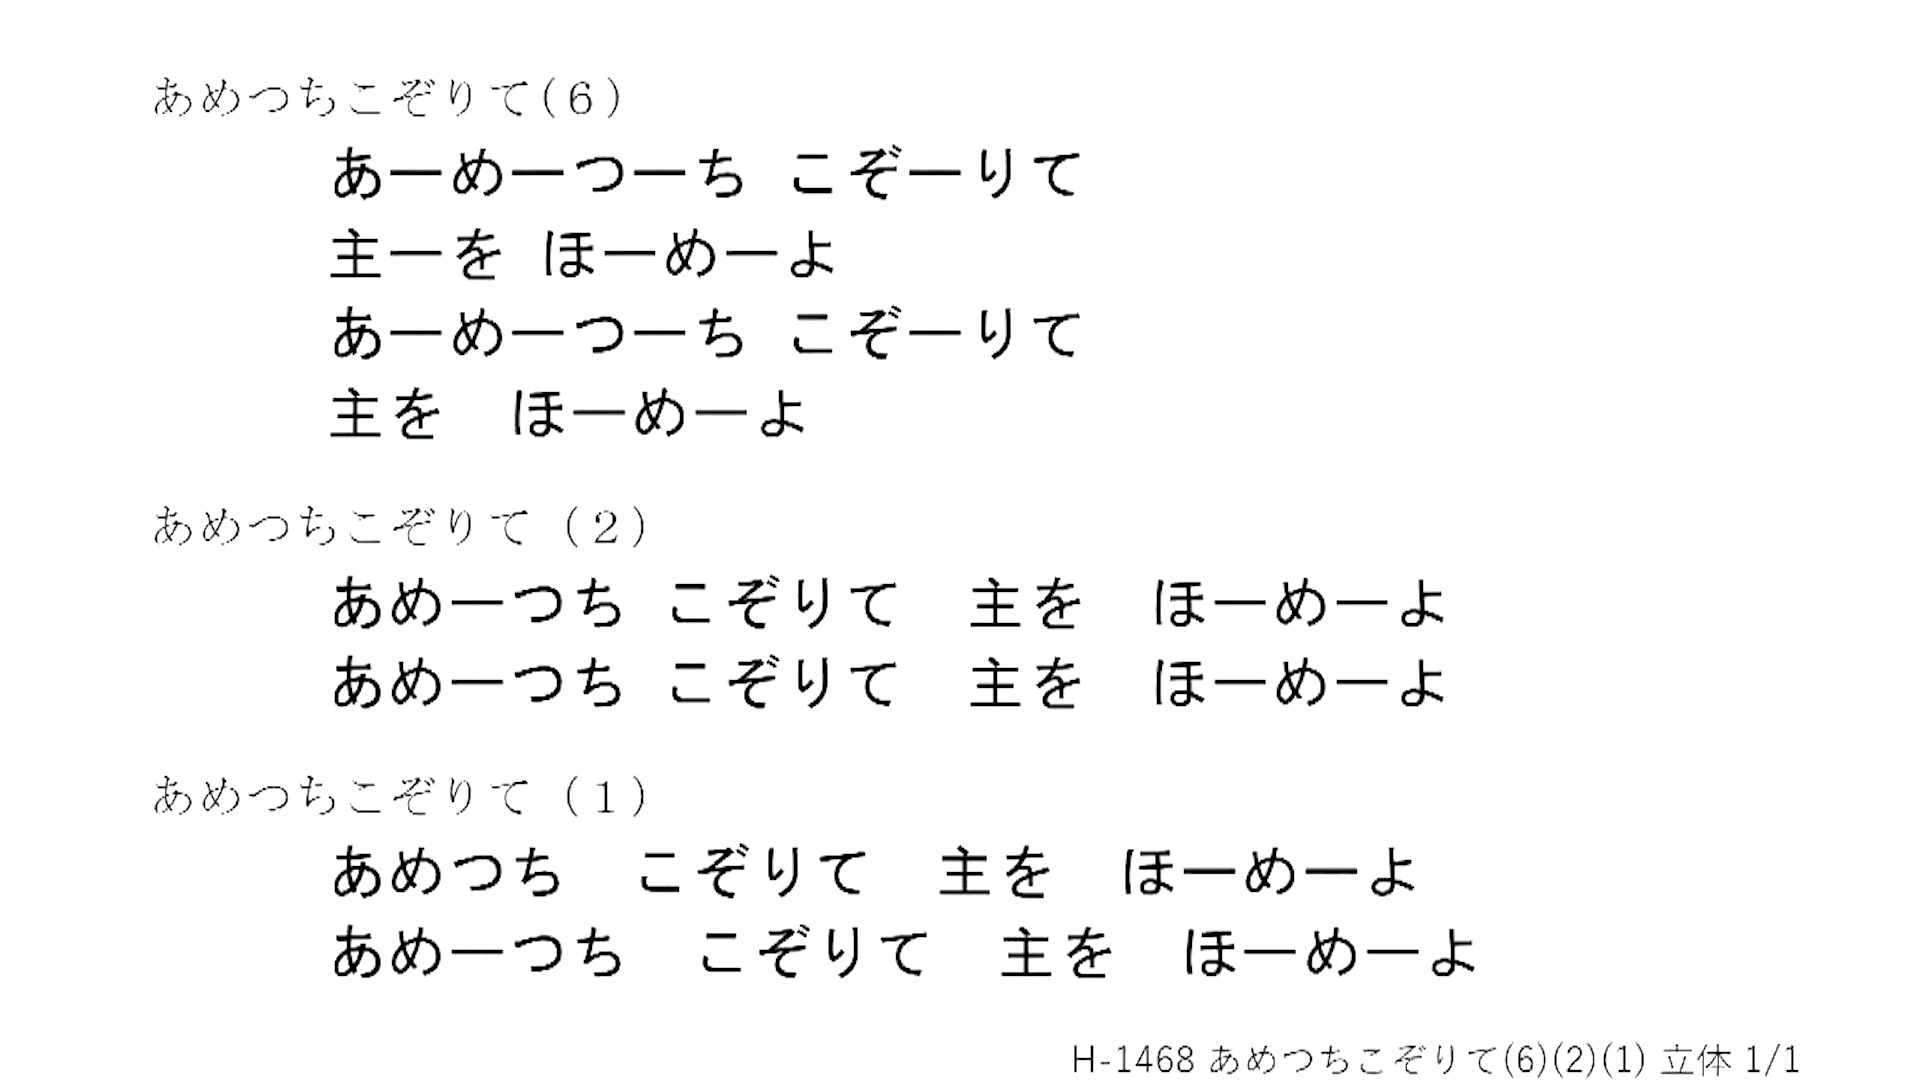 あめつちこぞりて(６)
あーめーつーち こぞーりて
主ーを ほーめーよ
あーめーつーち こぞーりて
主を　ほーめーよ
あめつちこぞりて（２）
あめーつち こぞりて　主を　ほーめーよ
あめーつち こぞりて　主を　ほーめーよ
あめつちこぞりて（１）
あめつち　こぞりて　主を　ほーめーよ
あめーつち　こぞりて　主を　ほーめーよ
H-1468 あめつちこぞりて(6)(2)(1) 立体 1/1